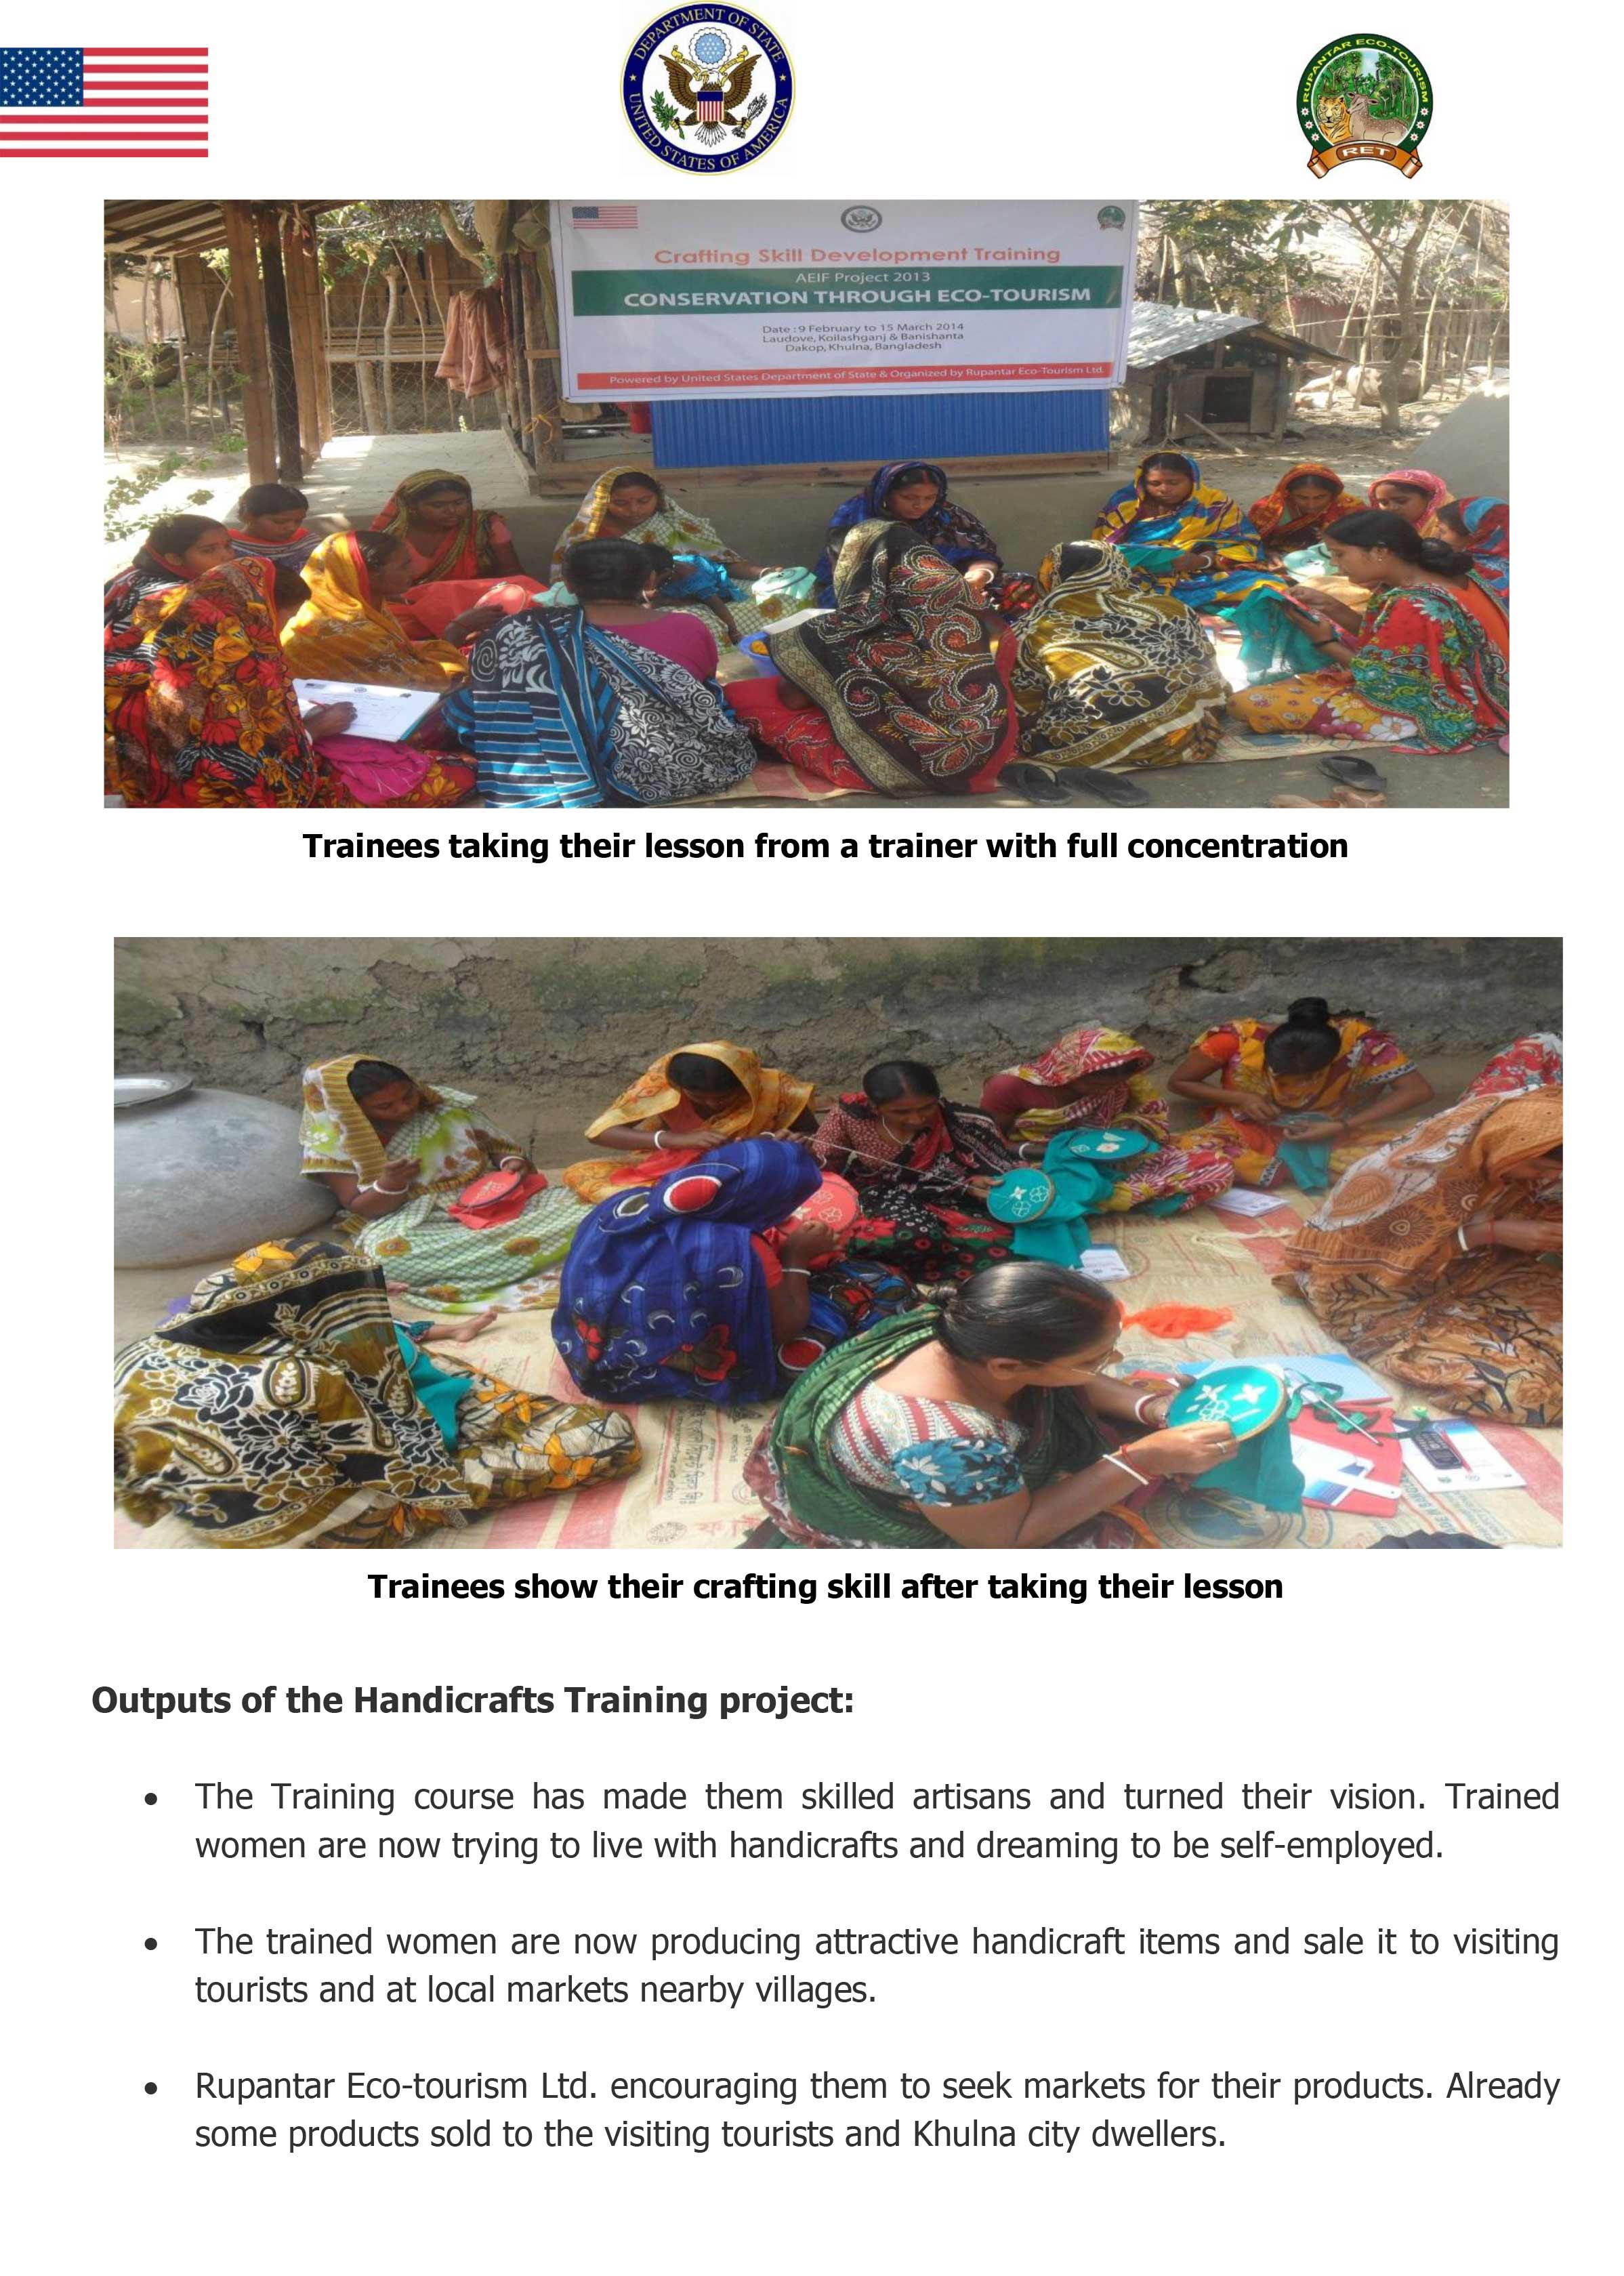 DEPARTMENT OF STATE
UNITED STATES OF AMERICA
RUPANTAR ECO-TOURISM
RET
Crafting Skill Development Training
AEIF Project 2013
CONSERVATION THROUGH ECO-TOURISM
Date : 9 February to 15 March 2014
Laudove, Koilashganj & Banishanta
Dakop, Khulna, Bangladesh
Powered by United States Department of State & Organized by Rupantar Eco-Tourism Ltd.
Trainees taking their lesson from a trainer with full concentration
Trainees show their crafting skill after taking their lesson
Outputs of the Handicrafts Training project:
• The Training course has made them skilled artisans and turned their vision. Trained
women are now trying to live with handicrafts and dreaming to be self-employed.
• The trained women are now producing attractive handicraft items and sale it to visiting
tourists and at local markets nearby villages.
• Rupantar Eco-tourism Ltd. encouraging them to seek markets for their products. Already
some products sold to the visiting tourists and Khulna city dwellers.